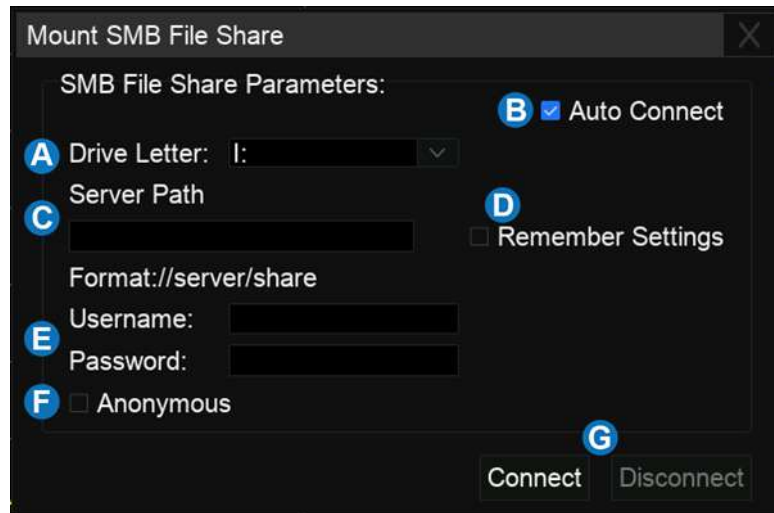 Mount SMB File Share X
SMB File Share Parameters:
B Auto Connect
A Drive Letter: I:
Server Path
C
D
Remember Settings
Format://server/share
Username:
E
Password:
F Anonymous
G
Connect Disconnect